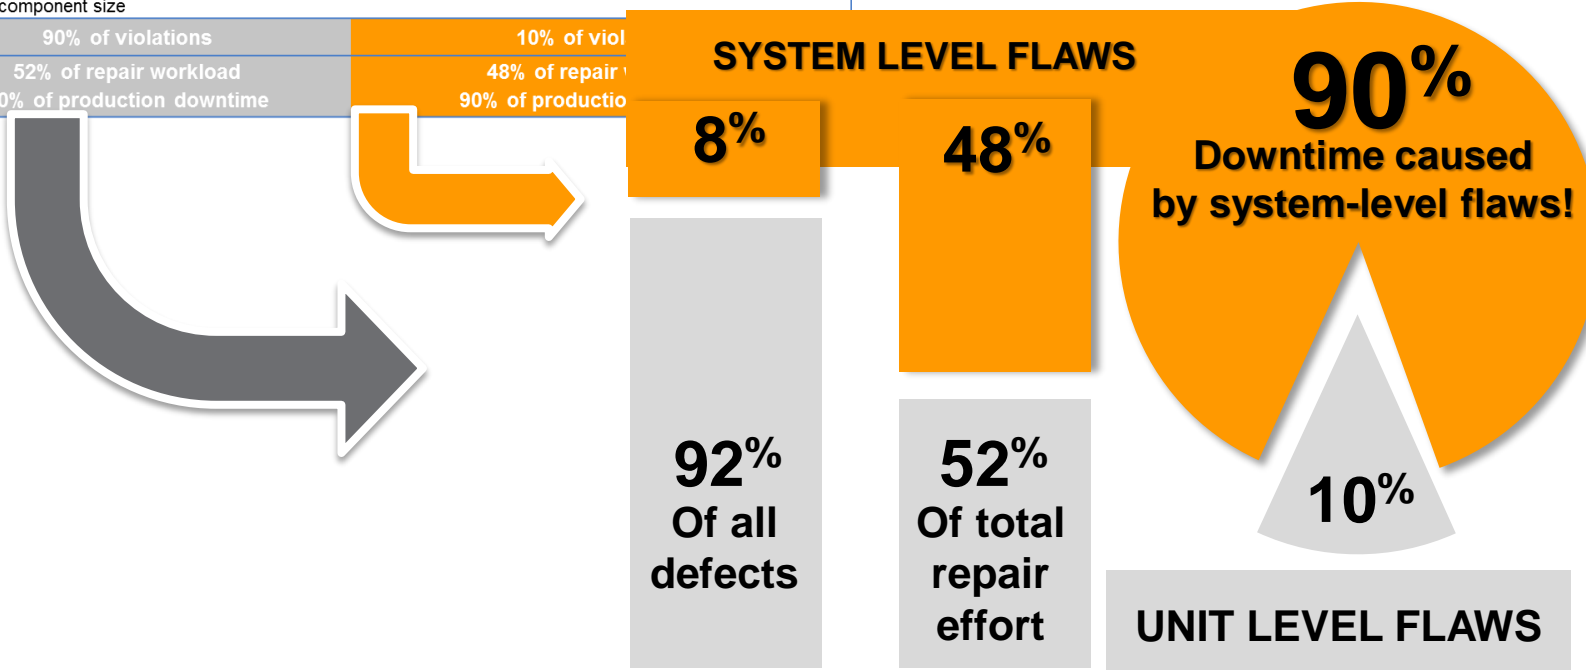 component size
90% of violations
10% of viol
52% of repair workload
48% of repair
0% of production downtime
90% of productio
SYSTEM LEVEL FLAWS
8%
48%
90%
Downtime caused
by system-level flaws!
92%
Of all
defects
52%
Of total
repair
effort
10%
UNIT LEVEL FLAWS